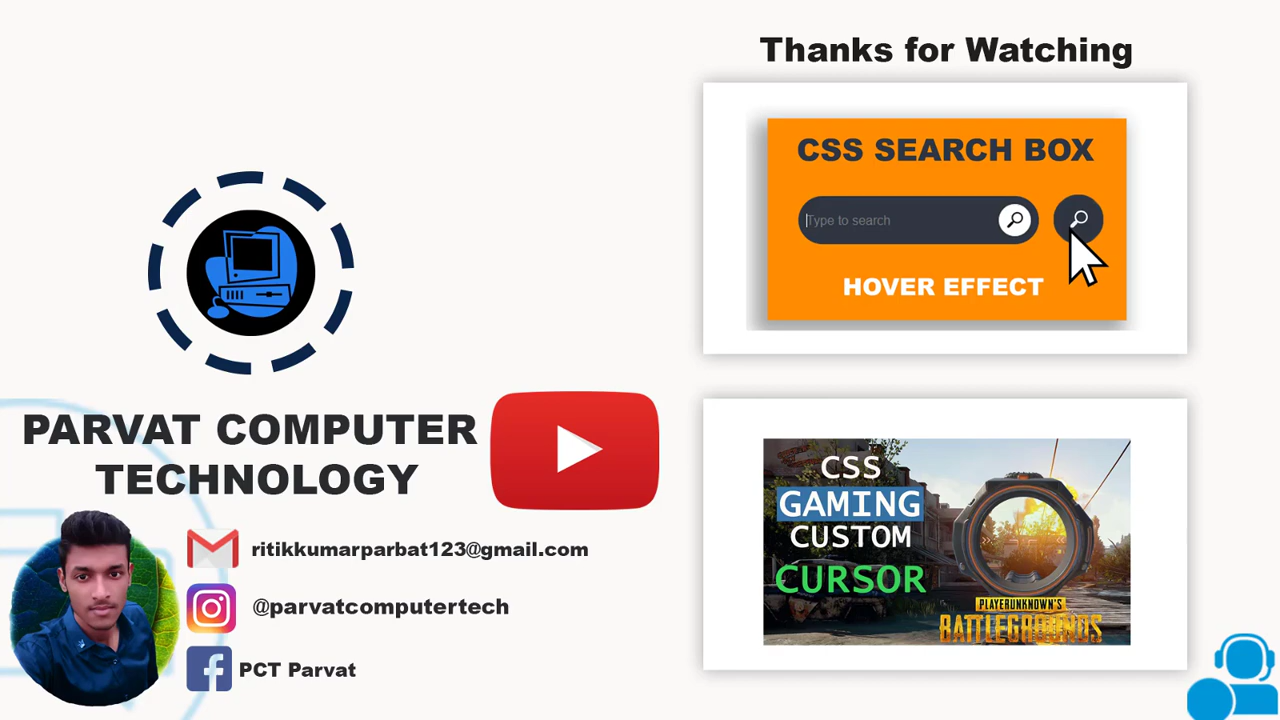 Thanks for Watching
CSS SEARCH BOX
Type to search
HOVER EFFECT
PARVAT COMPUTER
TECHNOLOGY
ritikkumarparbat123@gmail.com
@parvatcomputertech
PCT Parvat
CSS
GAMING
CUSTOM
CURSOR
PLAYERUNKNOWN'S
BATTLEGROUNDS